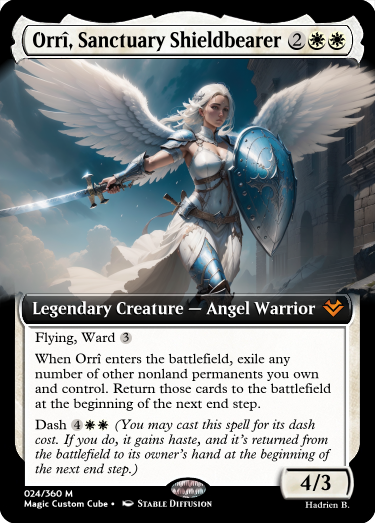 Orrî, Sanctuary Shieldbearer 2
Legendary Creature — Angel Warrior
Flying, Ward 3
When Orrî enters the battlefield, exile any
number of other nonland permanents you own
and control. Return those cards to the battlefield
at the beginning of the next end step.
Dash 4 (You may cast this spell for its dash
cost. If you do, it gains haste, and it's returned from
the battlefield to its owner's hand at the beginning of
the next end step.)
4/3
024/360 M
Magic Custom Cube • Stable Diffusion
Hadrien B.